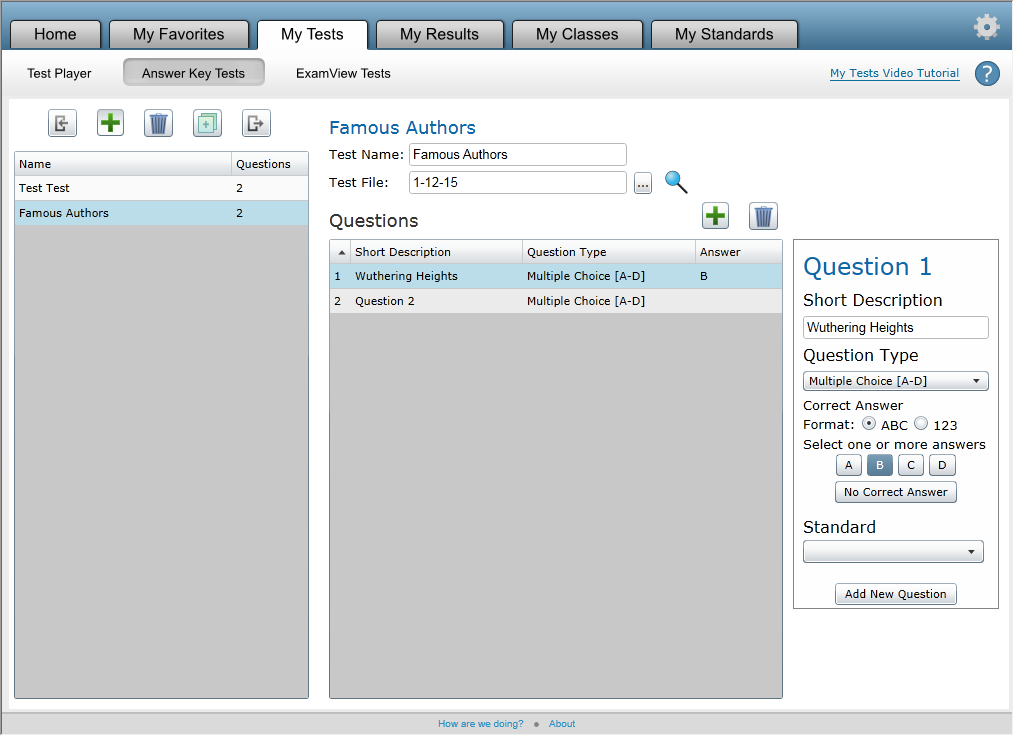 Home My Favorites My Tests My Results My Classes My Standards
Test Player Answer Key Tests ExamView Tests My Tests Video Tutorial ?
Famous Authors
Test Name: Famous Authors
Test File: 1-12-15 ...
Name Questions
Test Test 2
Famous Authors 2
Questions
Short Description Question Type Answer
1 Wuthering Heights Multiple Choice [A-D] B
2 Question 2 Multiple Choice [A-D]
Question 1
Short Description
Wuthering Heights
Question Type
Multiple Choice [A-D]
Correct Answer
Format: ABC 123
Select one or more answers
A B C D
No Correct Answer
Standard
Add New Question
How are we doing? About